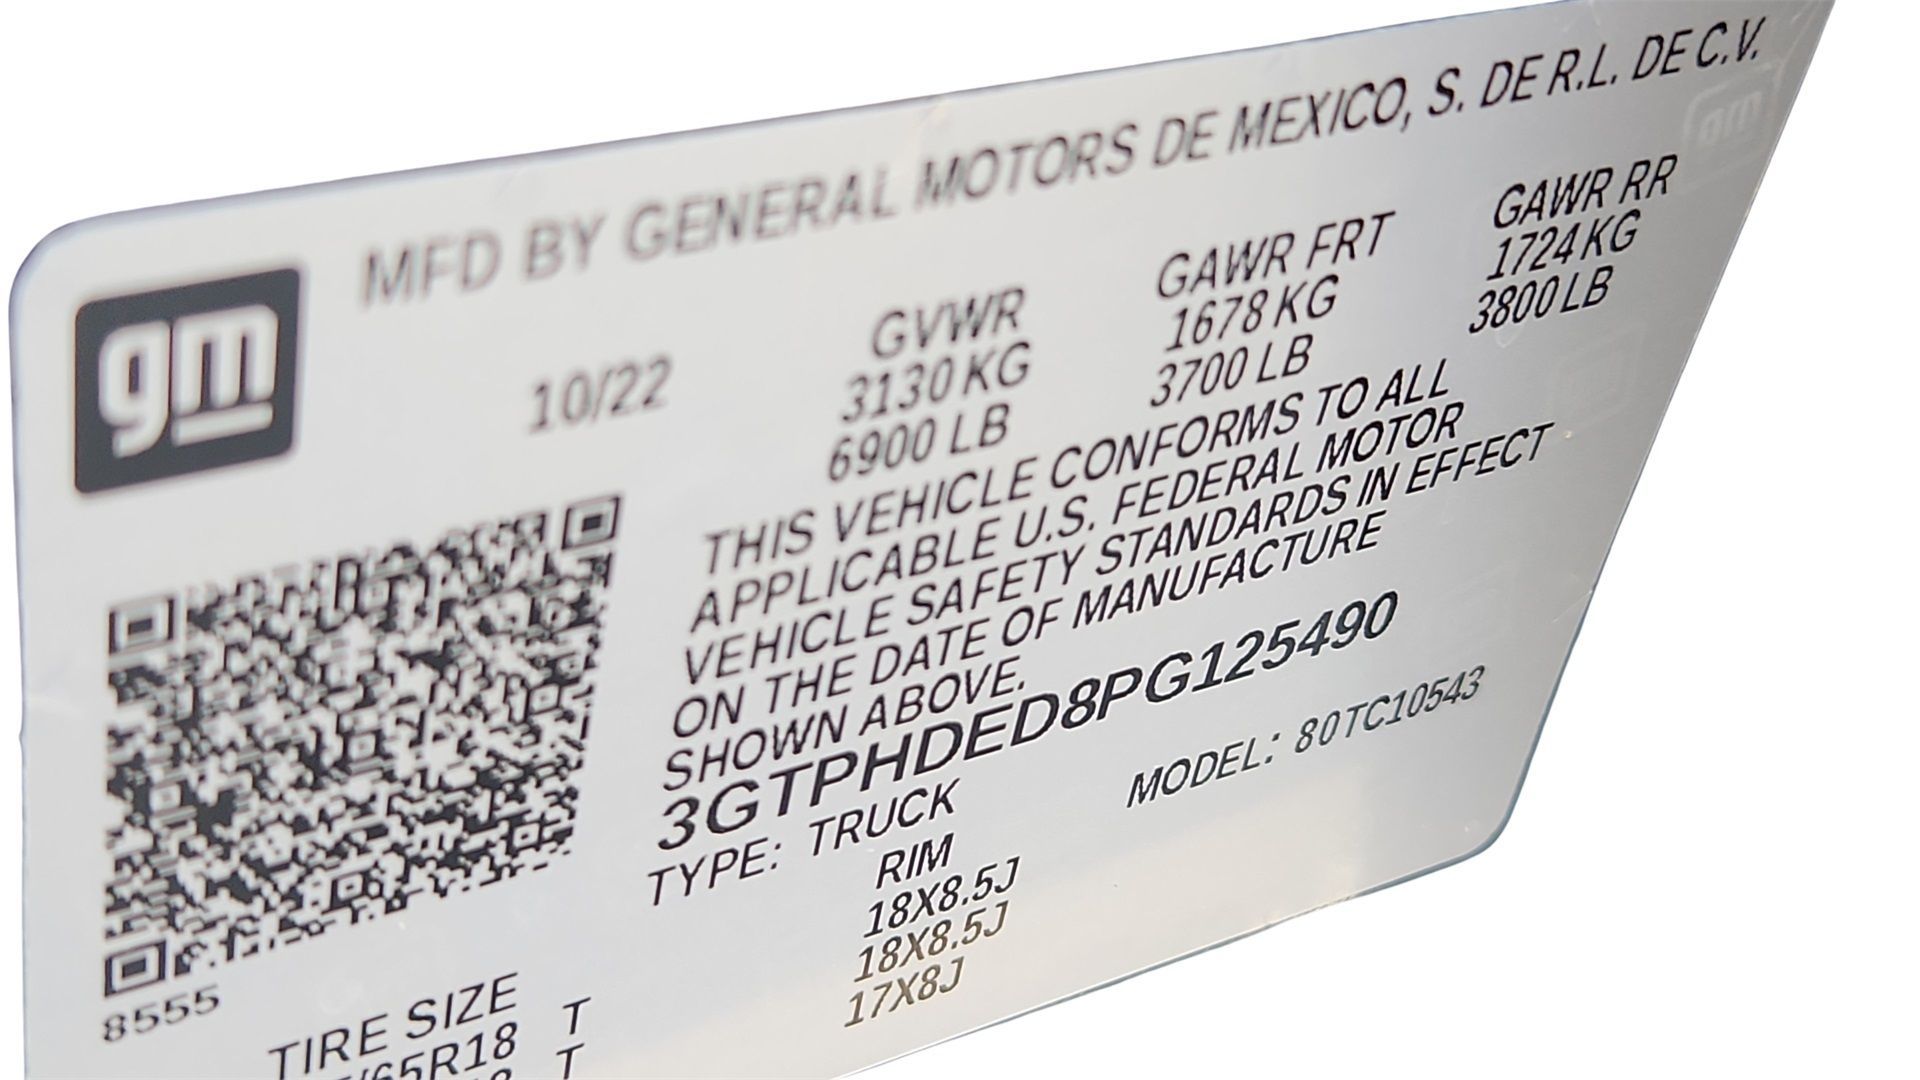 MFD BY GENERAL MOTORS DE MEXICO, S. DE R.L. DE C.V.
gm
10/22
GVWR
3130 KG
6900 LB
GAWR FRT
1678 KG
3700 LB
GAWR RR
1724 KG
3800 LB
THIS VEHICLE CONFORMS TO ALL
APPLICABLE U.S. FEDERAL MOTOR
VEHICLE SAFETY STANDARDS IN EFFECT
ON THE DATE OF MANUFACTURE
SHOWN ABOVE.
3GTPHDED8PG125490
TYPE: TRUCK
MODEL: 80TC10543
8555
TIRE SIZE
RIM
/65R18 T
18X8.5J
T
18X8.5J
17X8J
gm